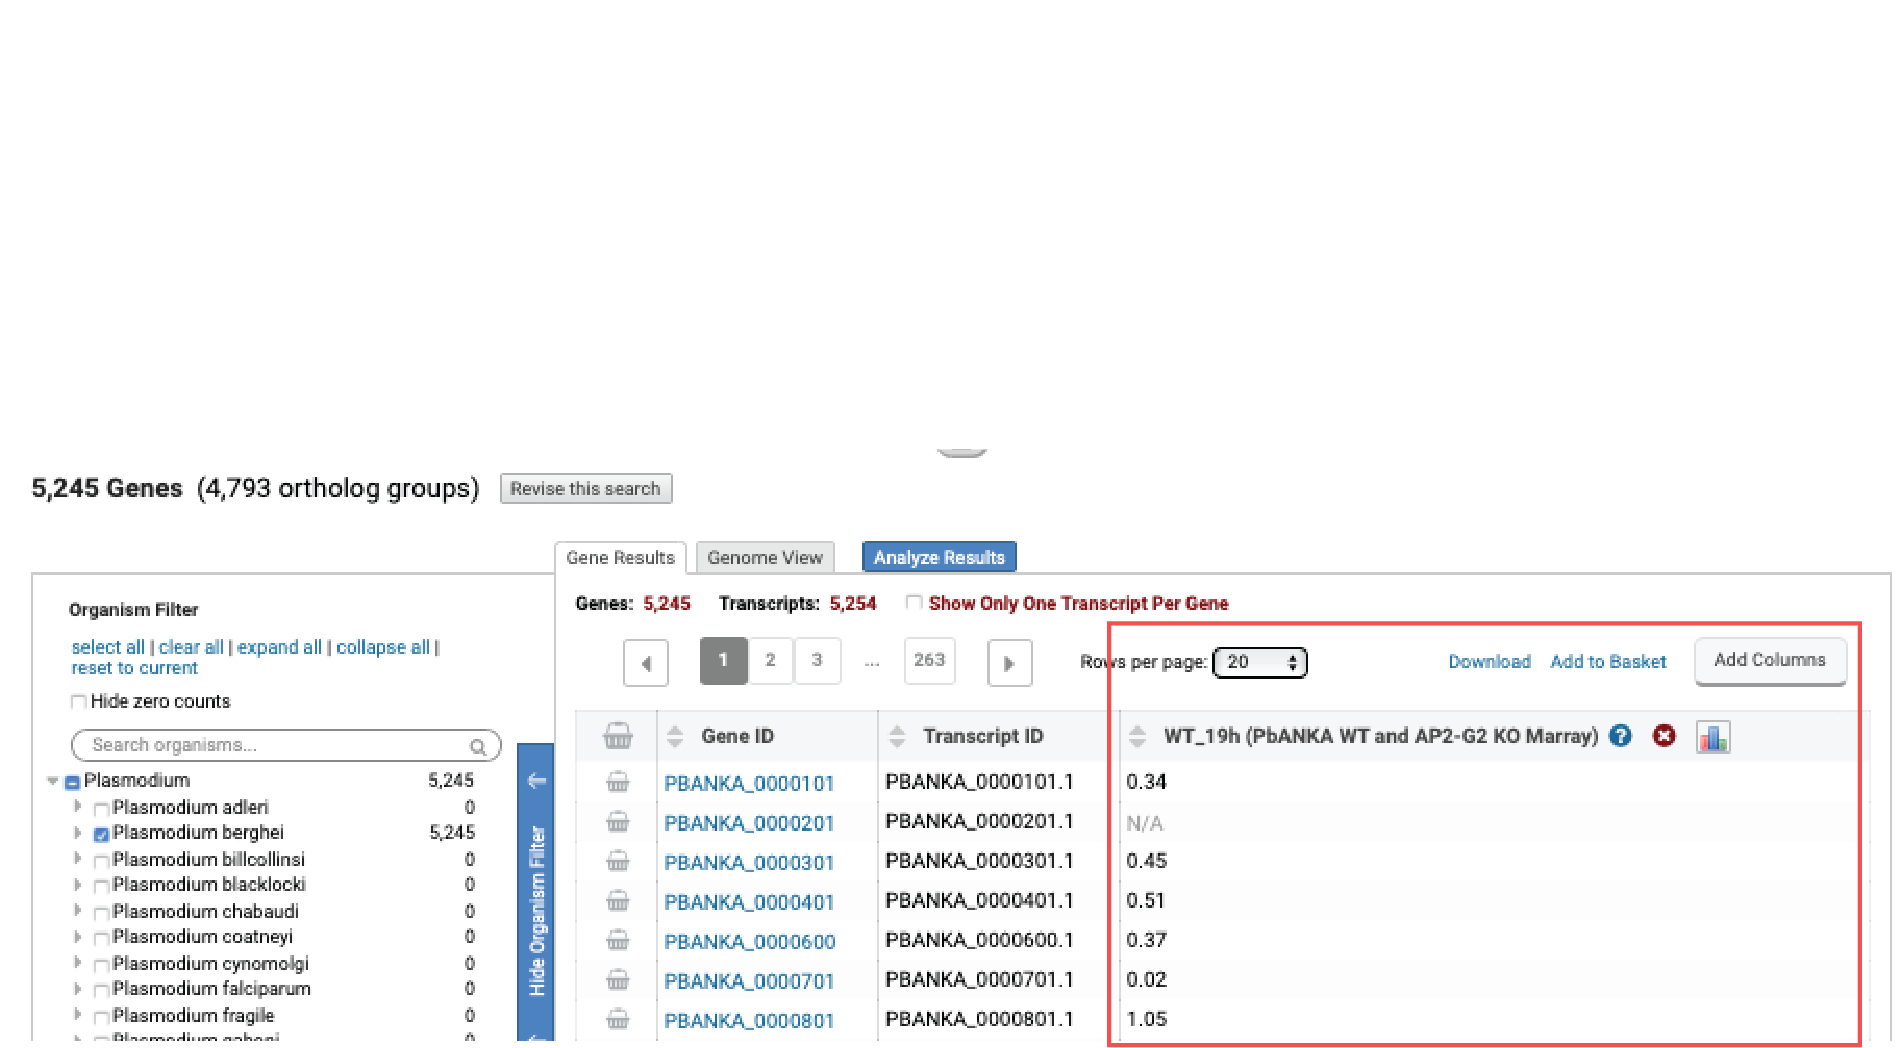 5,245 Genes (4,793 ortholog groups) Revise this search
Gene Results Genome View Analyze Results
Organism Filter
select all | clear all | expand all | collapse all |
reset to current
Hide zero counts
Search organisms...
Plasmodium 5,245
Plasmodium adleri 0
Plasmodium berghei 5,245
Plasmodium billcollinsi 0
Plasmodium blacklocki 0
Plasmodium chabaudi 0
Plasmodium coatneyi 0
Plasmodium cynomolgi 0
Plasmodium falciparum 0
Plasmodium fragile 0
Hide Organism Filter
Genes: 5,245 Transcripts: 5,254 Show Only One Transcript Per Gene
1 2 3 ... 263 Rows per page: 20 Download Add to Basket Add Columns
Gene ID Transcript ID WT_19h (PbANKA WT and AP2-G2 KO Marray)
PBANKA_0000101 PBANKA_0000101.1 0.34
PBANKA_0000201 PBANKA_0000201.1 N/A
PBANKA_0000301 PBANKA_0000301.1 0.45
PBANKA_0000401 PBANKA_0000401.1 0.51
PBANKA_0000600 PBANKA_0000600.1 0.37
PBANKA_0000701 PBANKA_0000701.1 0.02
PBANKA_0000801 PBANKA_0000801.1 1.05